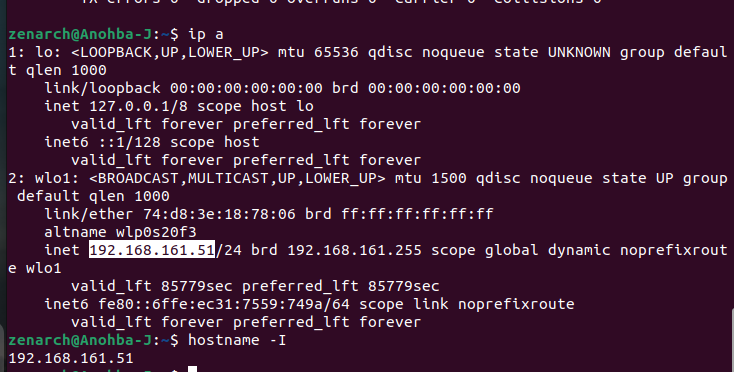 TX errors 0  dropped 0 overruns 0  carrier 0  collisions 0
zenarch@Anohba-J:~$ ip a
1: lo: <LOOPBACK,UP,LOWER_UP> mtu 65536 qdisc noqueue state UNKNOWN group defaul
t qlen 1000
    link/loopback 00:00:00:00:00:00 brd 00:00:00:00:00:00
    inet 127.0.0.1/8 scope host lo
       valid_lft forever preferred_lft forever
    inet6 ::1/128 scope host
       valid_lft forever preferred_lft forever
2: wlo1: <BROADCAST,MULTICAST,UP,LOWER_UP> mtu 1500 qdisc noqueue state UP group
 default qlen 1000
    link/ether 74:d8:3e:18:78:06 brd ff:ff:ff:ff:ff:ff
    altname wlp0s20f3
    inet 192.168.161.51/24 brd 192.168.161.255 scope global dynamic noprefixrout
e wlo1
       valid_lft 85779sec preferred_lft 85779sec
    inet6 fe80::6ffe:ec31:7559:749a/64 scope link noprefixroute
       valid_lft forever preferred_lft forever
zenarch@Anohba-J:~$ hostname -I
192.168.161.51
zenarch@Anohba-J:~$